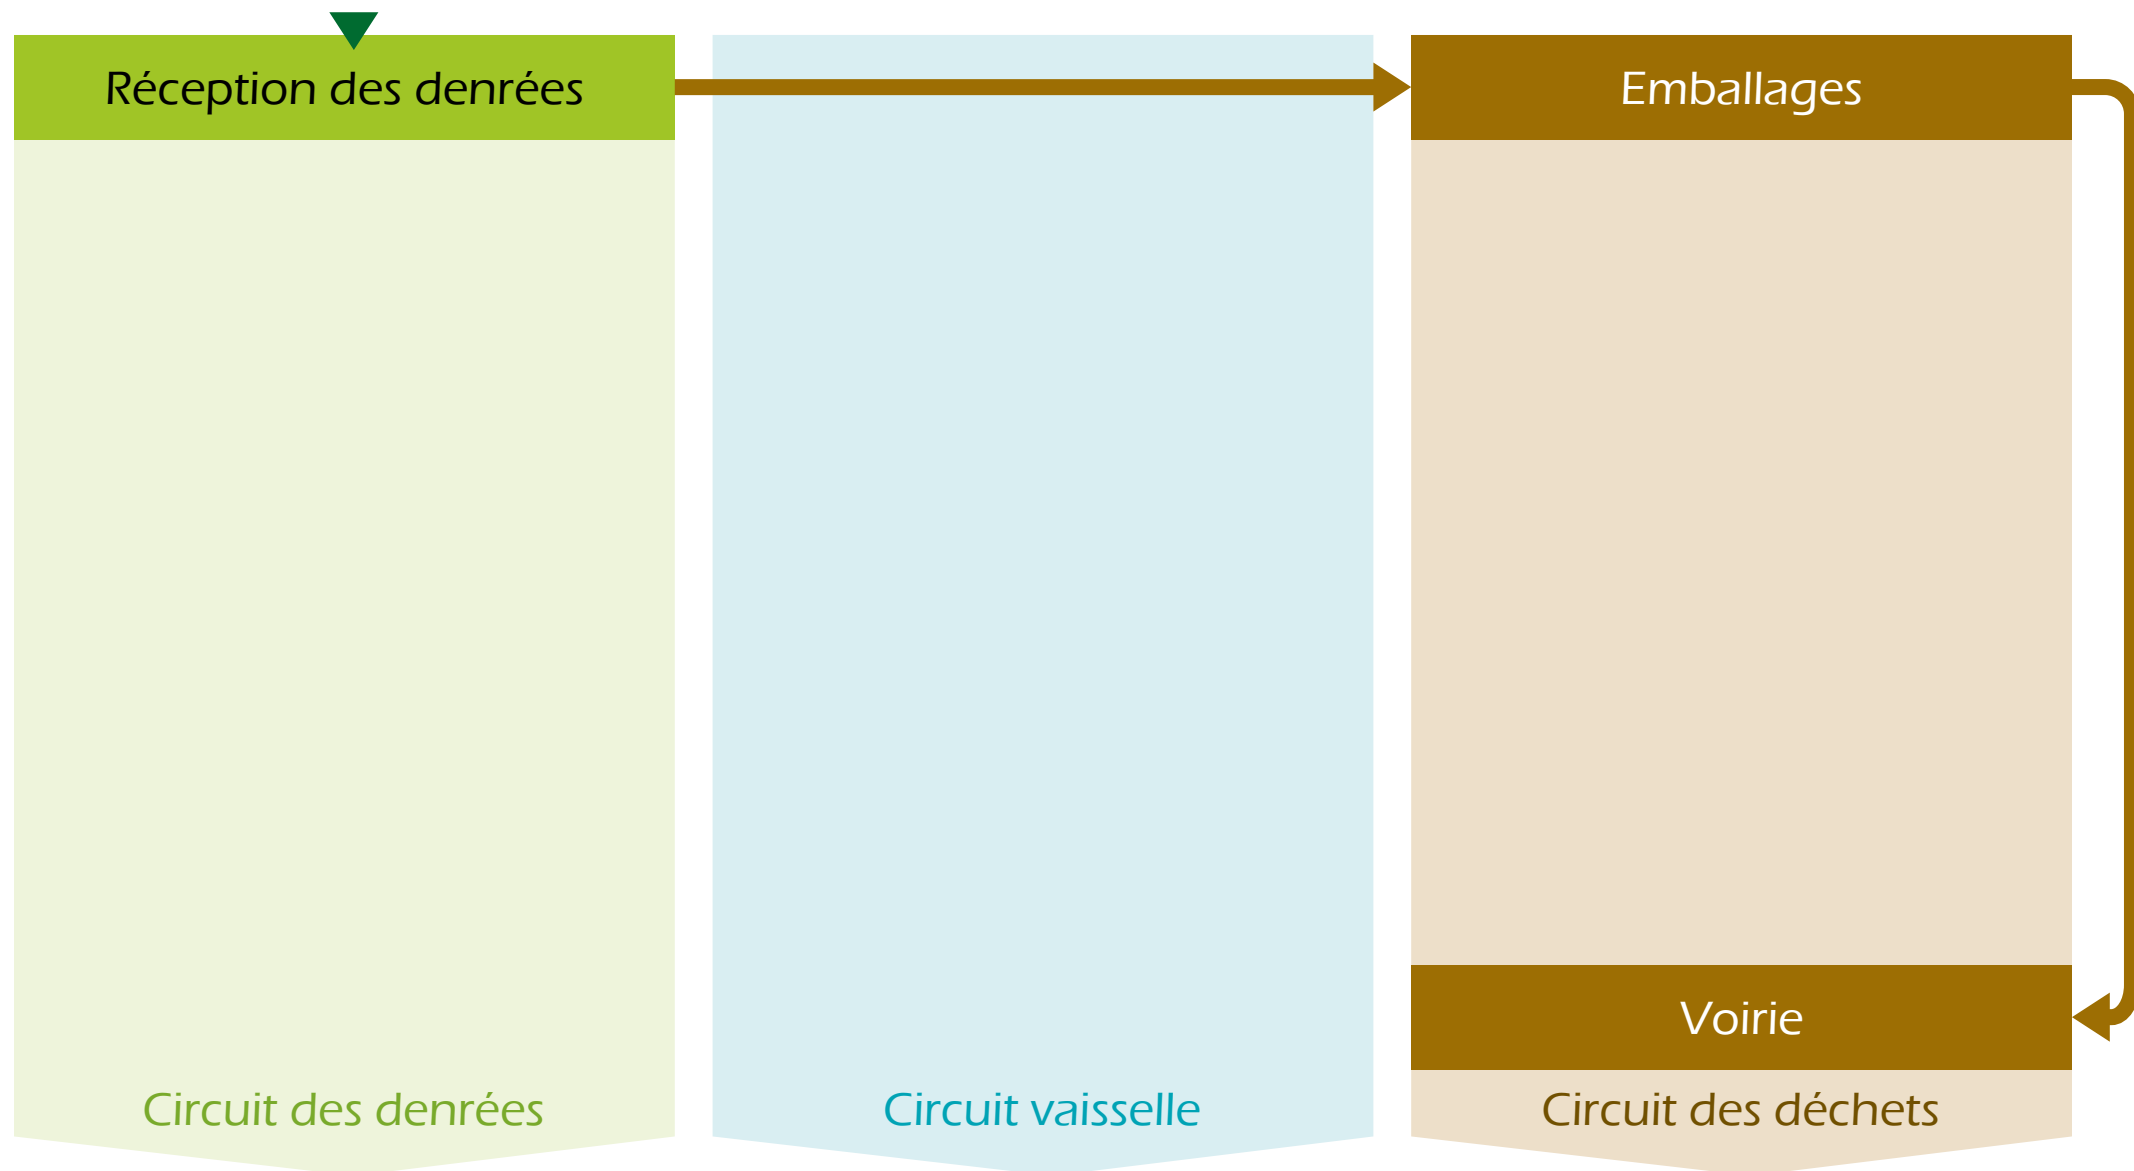 Réception des denrées
Emballages
Voirie
Circuit des denrées
Circuit vaisselle
Circuit des déchets